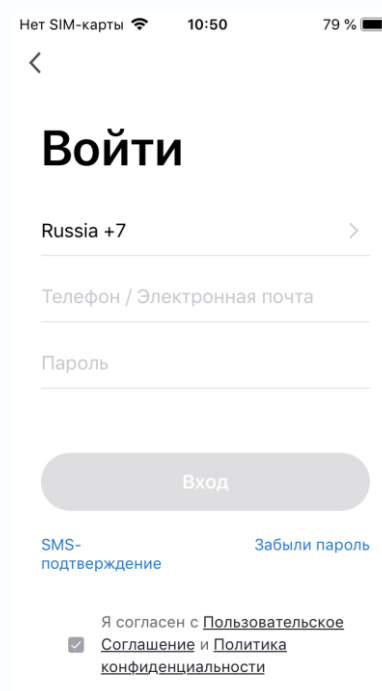 Нет SIM-карты 10:50 79 %
Войти
Russia +7
Телефон / Электронная почта
Пароль
Вход
SMS-
подтверждение
Забыли пароль
Я согласен с Пользовательское
Соглашение и Политика
конфиденциальности